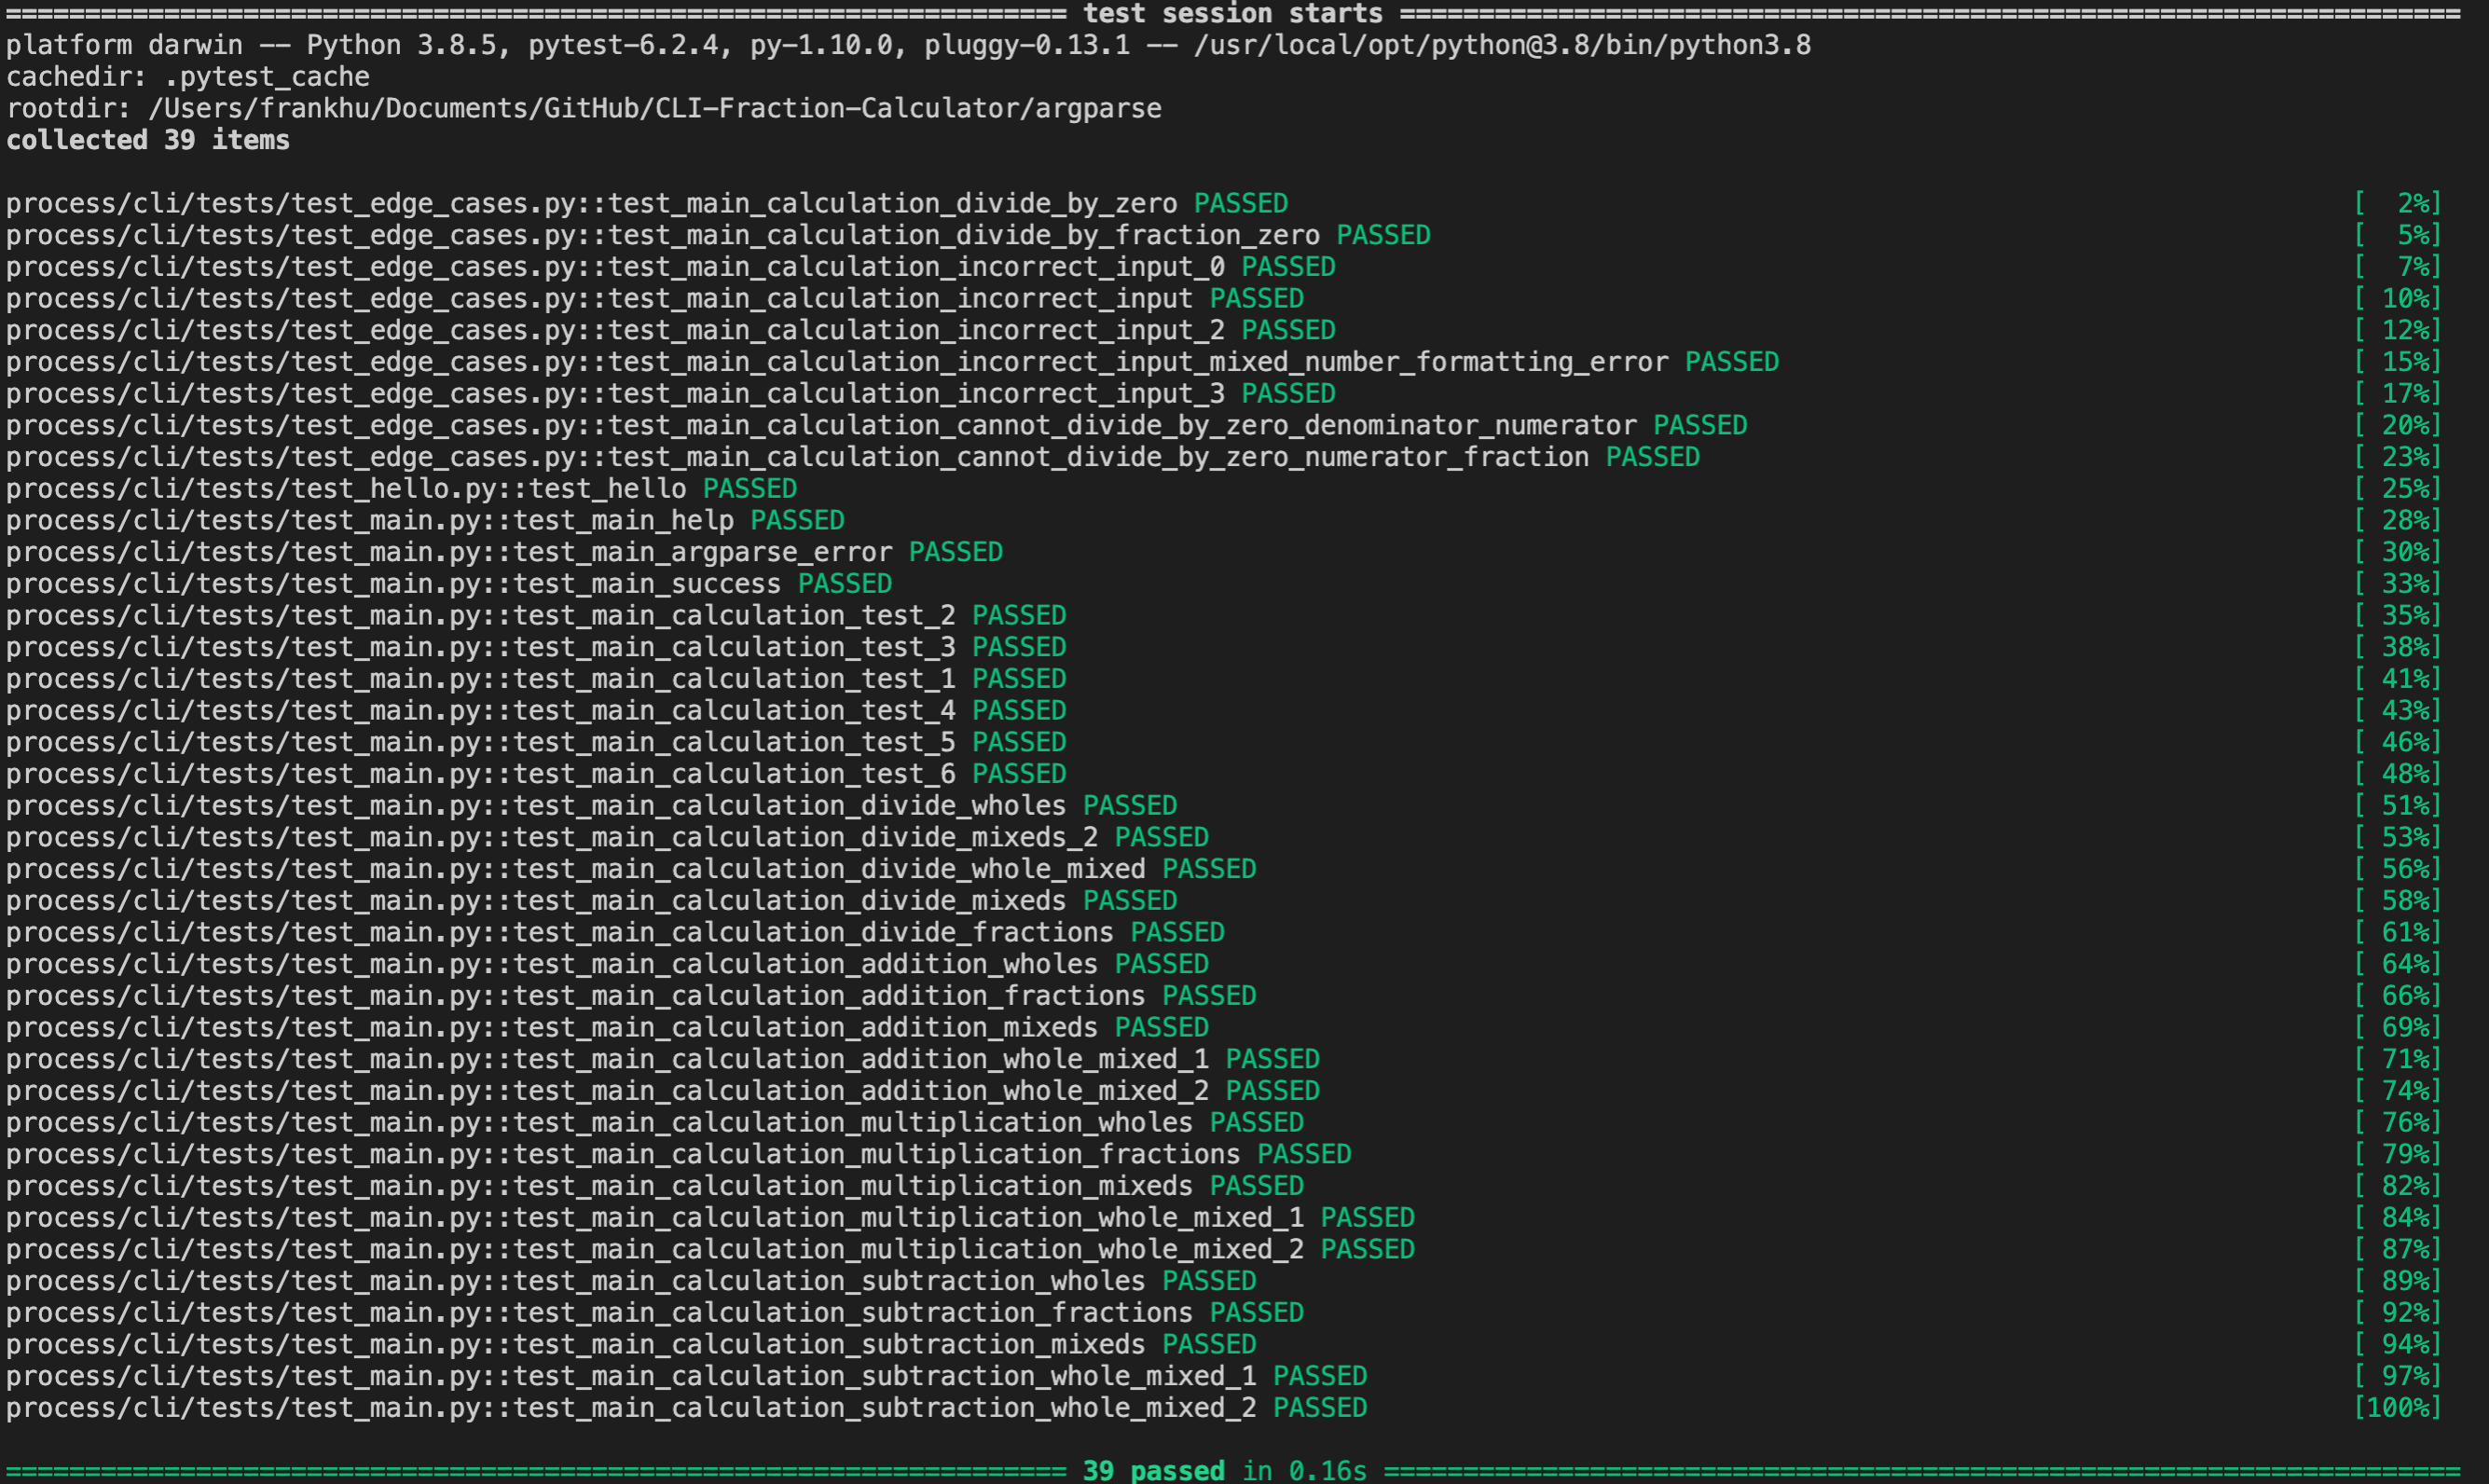 ============================= test session starts =============================
platform darwin -- Python 3.8.5, pytest-6.2.4, py-1.10.0, pluggy-0.13.1 -- /usr/local/opt/python@3.8/bin/python3.8
cachedir: .pytest_cache
rootdir: /Users/frankhu/Documents/GitHub/CLI-Fraction-Calculator/argparse
collected 39 items
process/cli/tests/test_edge_cases.py::test_main_calculation_divide_by_zero PASSED [  2%]
process/cli/tests/test_edge_cases.py::test_main_calculation_divide_by_fraction_zero PASSED [  5%]
process/cli/tests/test_edge_cases.py::test_main_calculation_incorrect_input_0 PASSED [  7%]
process/cli/tests/test_edge_cases.py::test_main_calculation_incorrect_input PASSED [ 10%]
process/cli/tests/test_edge_cases.py::test_main_calculation_incorrect_input_2 PASSED [ 12%]
process/cli/tests/test_edge_cases.py::test_main_calculation_incorrect_input_mixed_number_formatting_error PASSED [ 15%]
process/cli/tests/test_edge_cases.py::test_main_calculation_incorrect_input_3 PASSED [ 17%]
process/cli/tests/test_edge_cases.py::test_main_calculation_cannot_divide_by_zero_denominator_numerator PASSED [ 20%]
process/cli/tests/test_edge_cases.py::test_main_calculation_cannot_divide_by_zero_numerator_fraction PASSED [ 23%]
process/cli/tests/test_hello.py::test_hello PASSED [ 25%]
process/cli/tests/test_main.py::test_main_help PASSED [ 28%]
process/cli/tests/test_main.py::test_main_argparse_error PASSED [ 30%]
process/cli/tests/test_main.py::test_main_success PASSED [ 33%]
process/cli/tests/test_main.py::test_main_calculation_test_2 PASSED [ 35%]
process/cli/tests/test_main.py::test_main_calculation_test_3 PASSED [ 38%]
process/cli/tests/test_main.py::test_main_calculation_test_1 PASSED [ 41%]
process/cli/tests/test_main.py::test_main_calculation_test_4 PASSED [ 43%]
process/cli/tests/test_main.py::test_main_calculation_test_5 PASSED [ 46%]
process/cli/tests/test_main.py::test_main_calculation_test_6 PASSED [ 48%]
process/cli/tests/test_main.py::test_main_calculation_divide_wholes PASSED [ 51%]
process/cli/tests/test_main.py::test_main_calculation_divide_mixeds_2 PASSED [ 53%]
process/cli/tests/test_main.py::test_main_calculation_divide_whole_mixed PASSED [ 56%]
process/cli/tests/test_main.py::test_main_calculation_divide_mixeds PASSED [ 58%]
process/cli/tests/test_main.py::test_main_calculation_divide_fractions PASSED [ 61%]
process/cli/tests/test_main.py::test_main_calculation_addition_wholes PASSED [ 64%]
process/cli/tests/test_main.py::test_main_calculation_addition_fractions PASSED [ 66%]
process/cli/tests/test_main.py::test_main_calculation_addition_mixeds PASSED [ 69%]
process/cli/tests/test_main.py::test_main_calculation_addition_whole_mixed_1 PASSED [ 71%]
process/cli/tests/test_main.py::test_main_calculation_addition_whole_mixed_2 PASSED [ 74%]
process/cli/tests/test_main.py::test_main_calculation_multiplication_wholes PASSED [ 76%]
process/cli/tests/test_main.py::test_main_calculation_multiplication_fractions PASSED [ 79%]
process/cli/tests/test_main.py::test_main_calculation_multiplication_mixeds PASSED [ 82%]
process/cli/tests/test_main.py::test_main_calculation_multiplication_whole_mixed_1 PASSED [ 84%]
process/cli/tests/test_main.py::test_main_calculation_multiplication_whole_mixed_2 PASSED [ 87%]
process/cli/tests/test_main.py::test_main_calculation_subtraction_wholes PASSED [ 89%]
process/cli/tests/test_main.py::test_main_calculation_subtraction_fractions PASSED [ 92%]
process/cli/tests/test_main.py::test_main_calculation_subtraction_mixeds PASSED [ 94%]
process/cli/tests/test_main.py::test_main_calculation_subtraction_whole_mixed_1 PASSED [ 97%]
process/cli/tests/test_main.py::test_main_calculation_subtraction_whole_mixed_2 PASSED [100%]
============================= 39 passed in 0.16s =============================